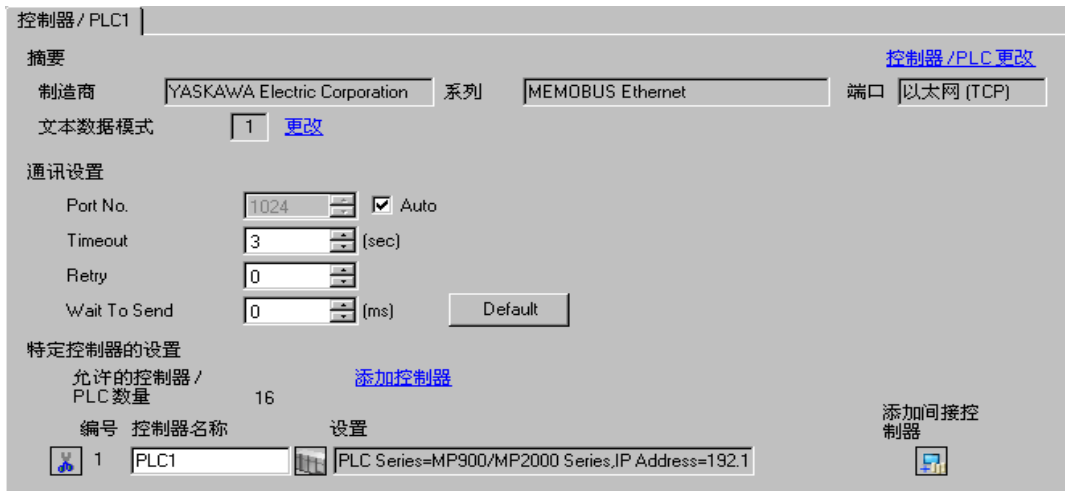 控制器/ PLC1
摘要 控制器 /PLC 更改
制造商 YASKAWA Electric Corporation 系列 MEMOBUS Ethernet 端口 以太网 (TCP)
文本数据模式 1 更改
通讯设置
Port No. 1024 Auto
Timeout 3 (sec)
Retry 0
Wait To Send 0 (ms) Default
特定控制器的设置
允许的控制器 / 添加控制器
PLC 数量 16
添加间接控
编号 控制器名称 设置 制器
1 PLC1 PLC Series=MP900/MP2000 Series,IP Address=192.1